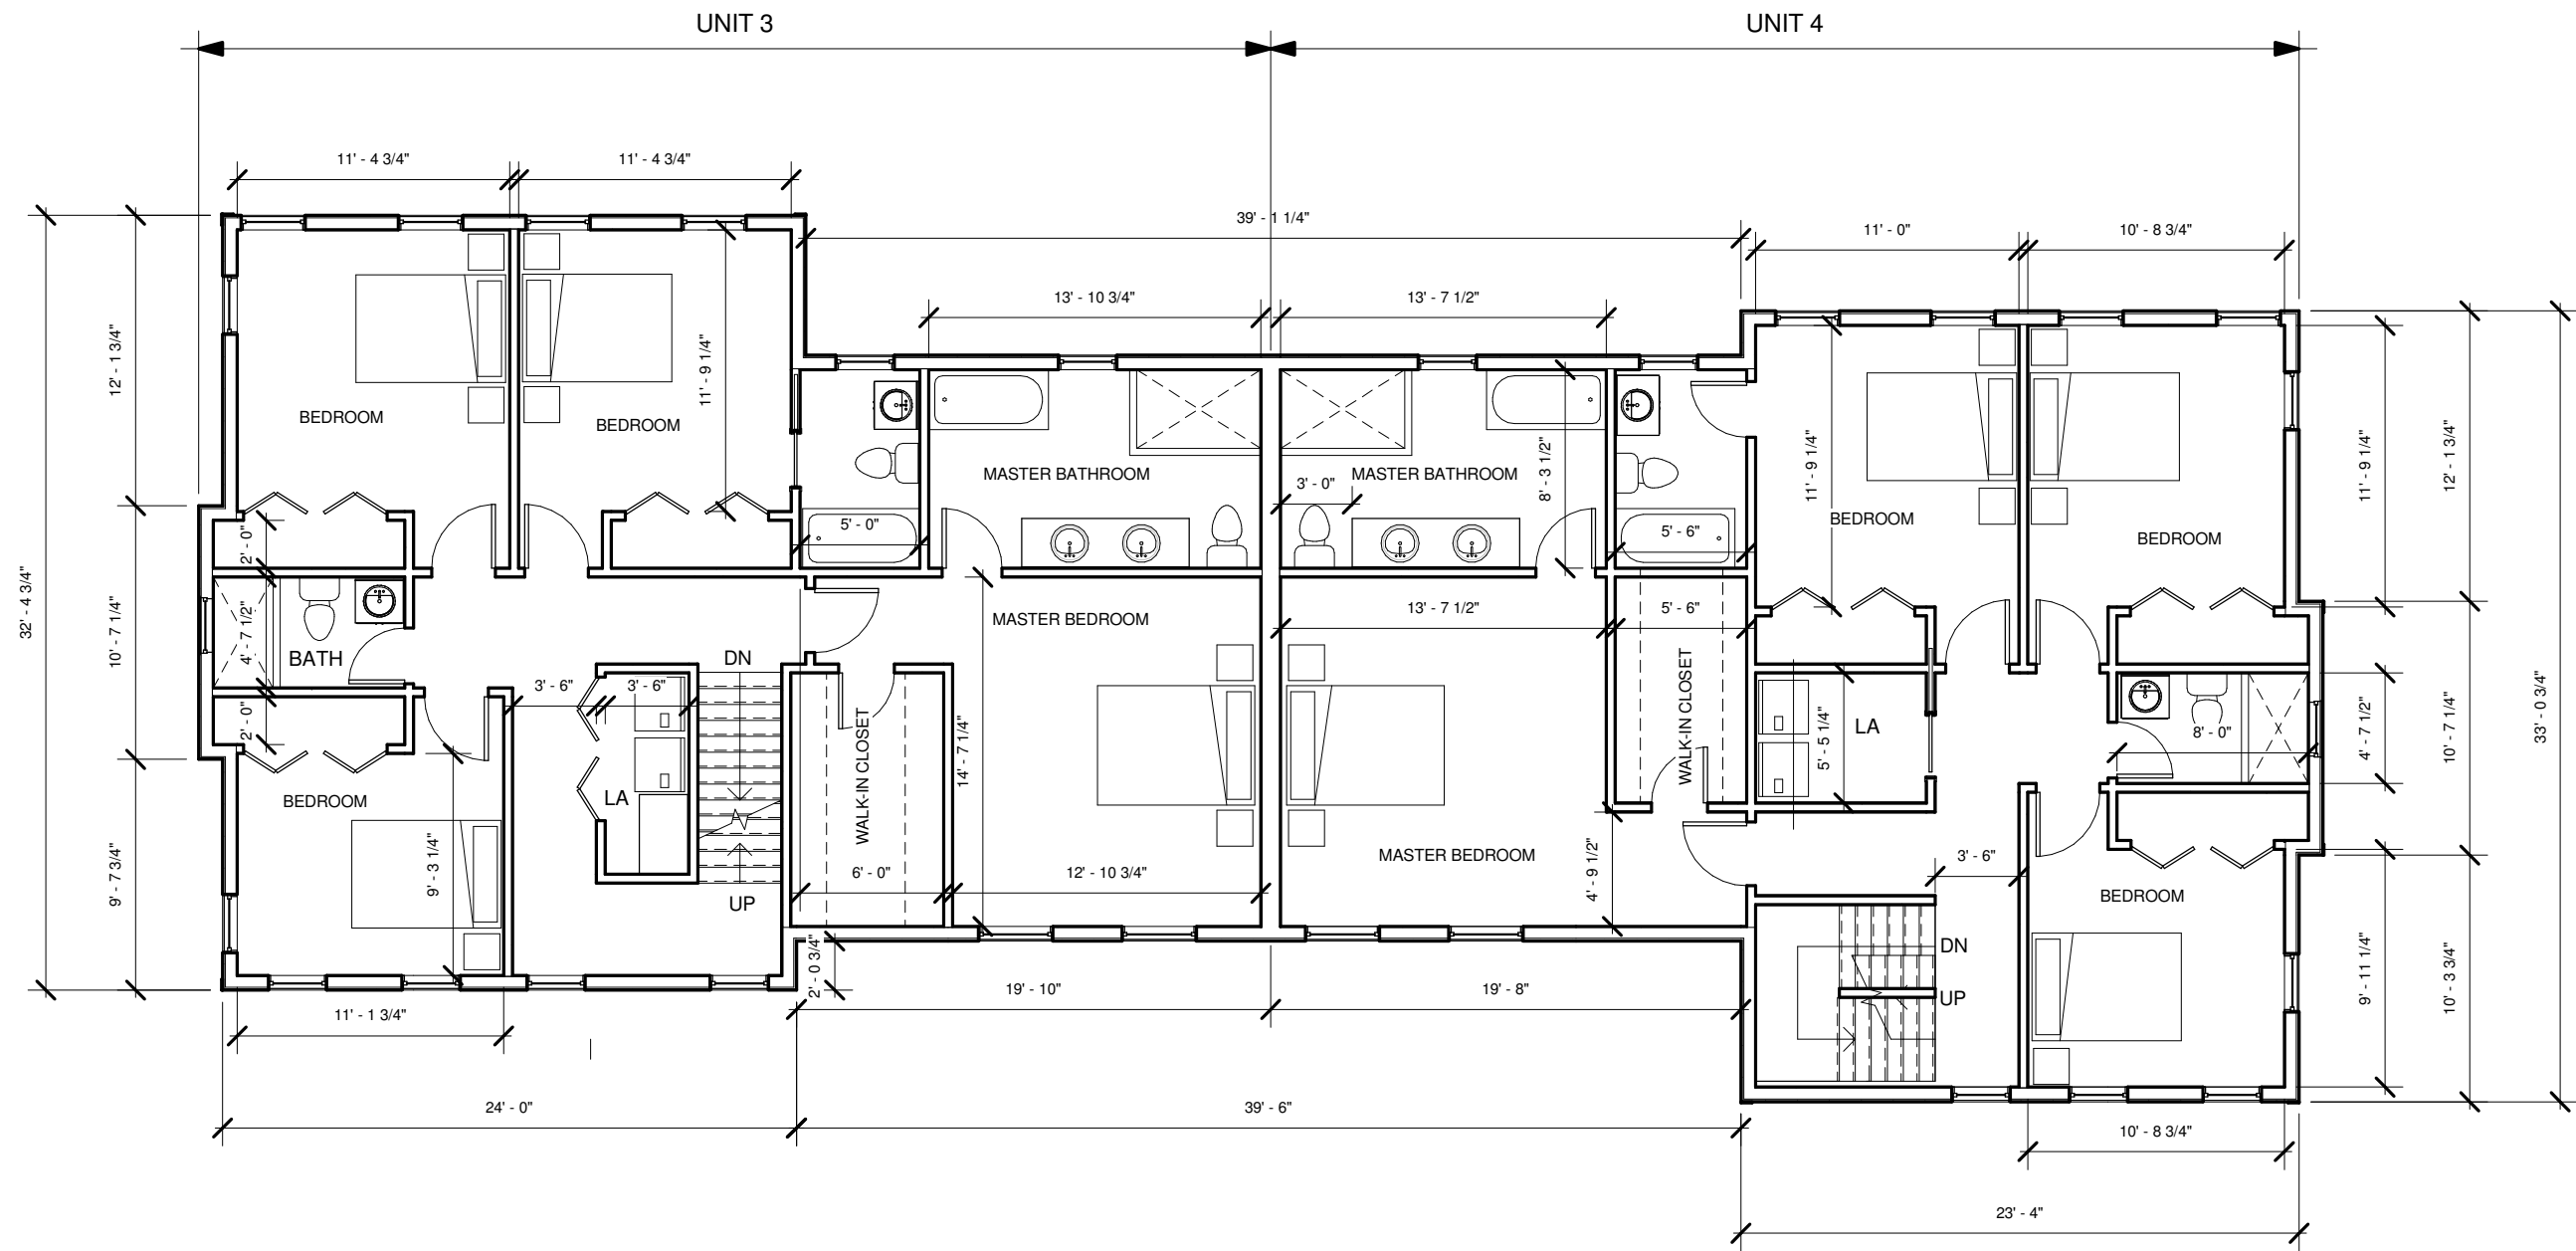 UNIT 3
UNIT 4
11' - 4 3/4"
11' - 4 3/4"
39' - 1 1/4"
11' - 0"
10' - 8 3/4"
13' - 10 3/4"
13' - 7 1/2"
12' - 1 3/4"
11' - 9 1/4"
BEDROOM
BEDROOM
MASTER BATHROOM
MASTER BATHROOM
8' - 3 1/2"
3' - 0"
11' - 9 1/4"
BEDROOM
BEDROOM
11' - 9 1/4"
12' - 1 3/4"
2' - 0"
5' - 0"
5' - 6"
32' - 4 3/4"
10' - 7 1/4"
4' - 7 1/2"
BATH
MASTER BEDROOM
13' - 7 1/2"
5' - 6"
DN
3' - 6"
3' - 6"
2' - 0"
WALK-IN CLOSET
14' - 7 1/4"
WALK-IN CLOSET
5' - 5 1/4"
LA
8' - 0"
4' - 7 1/2"
10' - 7 1/4"
33' - 0 3/4"
BEDROOM
LA
9' - 7 3/4"
9' - 3 1/4"
6' - 0"
12' - 10 3/4"
MASTER BEDROOM
4' - 9 1/2"
3' - 6"
BEDROOM
UP
DN
UP
2' - 0 3/4"
19' - 10"
19' - 8"
9' - 11 1/4"
10' - 3 3/4"
11' - 1 3/4"
24' - 0"
39' - 6"
10' - 8 3/4"
23' - 4"